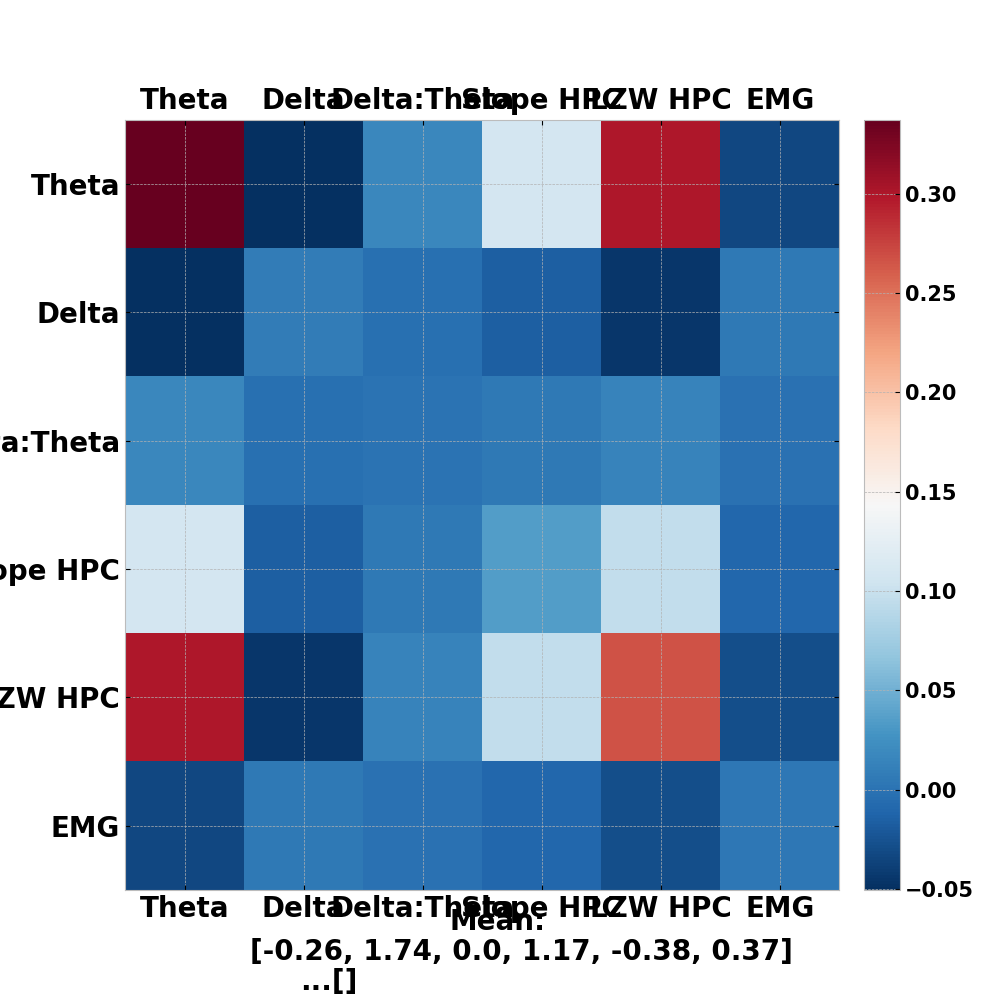 Theta Delta Delta:Theta Slope HPC LZW HPC EMG
Theta
Delta
a:Theta
ope HPC
ZW HPC
EMG
0.30
0.25
0.20
0.15
0.10
0.05
0.00
−0.05
Theta Delta Delta:Theta Slope HPC LZW HPC EMG
Mean:
[-0.26, 1.74, 0.0, 1.17, -0.38, 0.37]
...[]